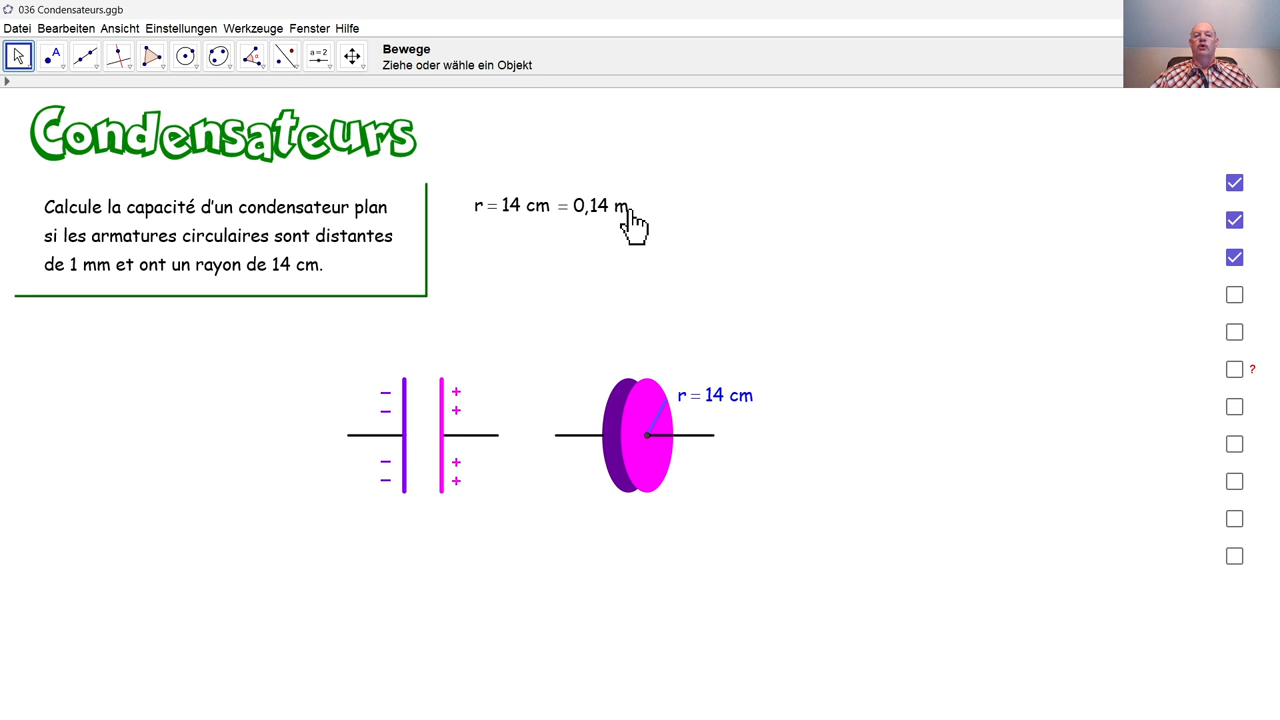 036 Condensateurs.ggb
Datei Bearbeiten Ansicht Einstellungen Werkzeuge Fenster Hilfe
A
a=2
Bewege
Ziehe oder wähle ein Objekt
Condensateurs
Calcule la capacité d'un condensateur plan
si les armatures circulaires sont distantes
de 1 mm et ont un rayon de 14 cm.
r = 14 cm = 0,14 m
?
− +
− +
r = 14 cm
− +
− +